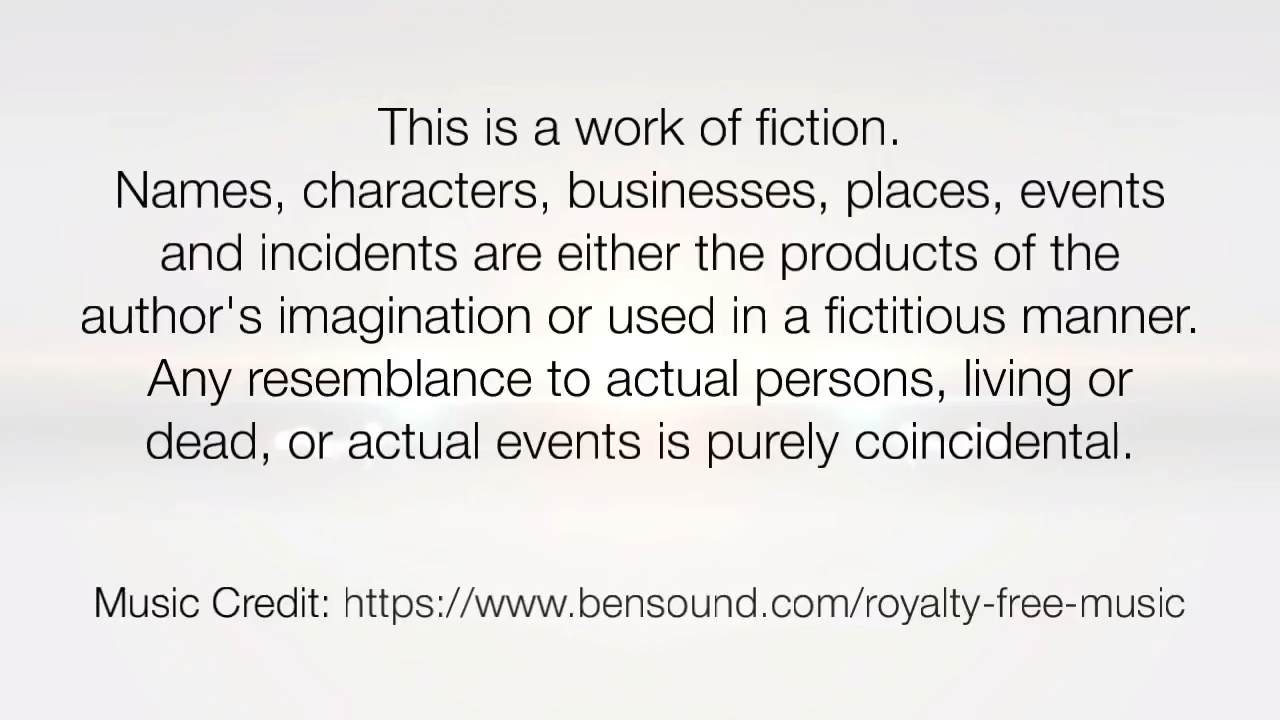 This is a work of fiction.
Names, characters, businesses, places, events
and incidents are either the products of the
author's imagination or used in a fictitious manner.
Any resemblance to actual persons, living or
dead, or actual events is purely coincidental.
Music Credit: https://www.bensound.com/royalty-free-music